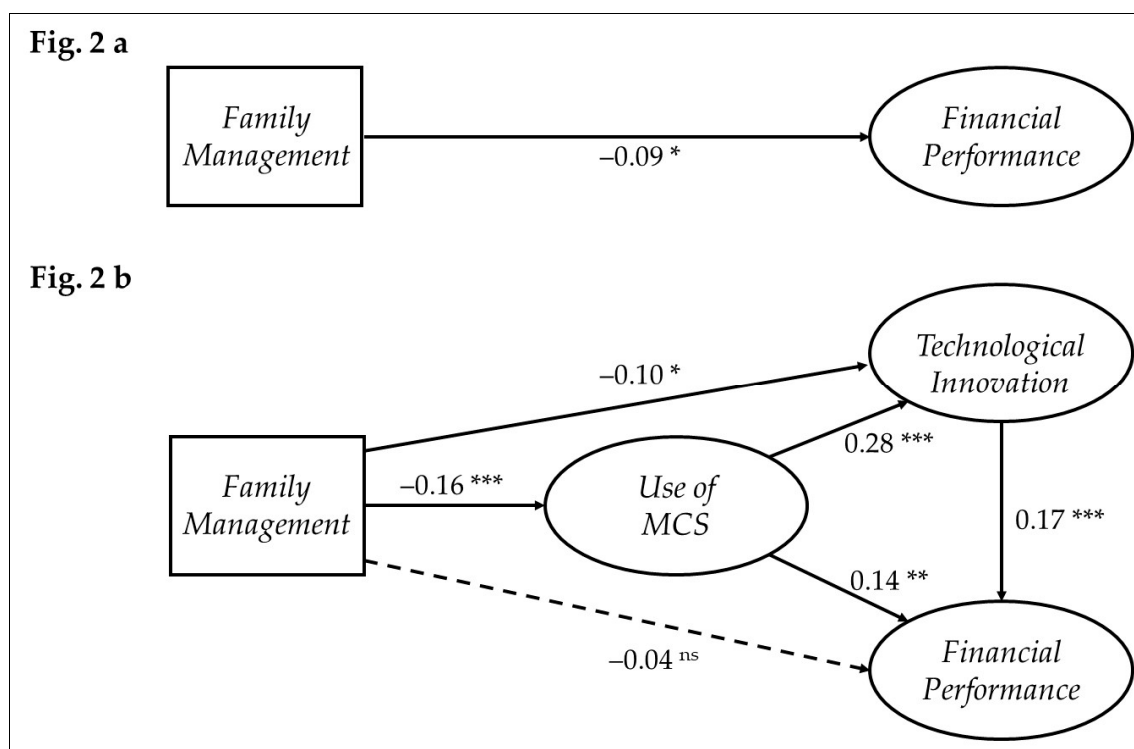 Fig. 2 a
Family
Management
−0.09 *
Financial
Performance
Fig. 2 b
Technological
Innovation
−0.10 *
0.28 ***
Family
Management
−0.16 ***
Use of
MCS
0.17 ***
0.14 **
−0.04 ns
Financial
Performance